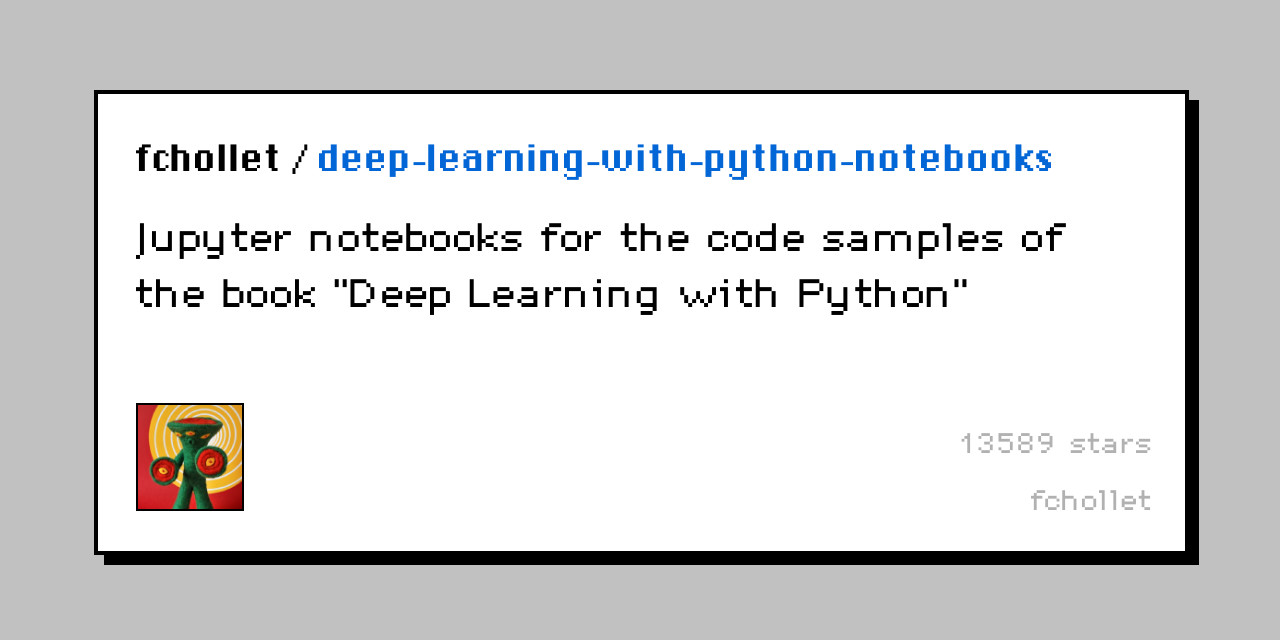 fchollet / deep-learning-with-python-notebooks
Jupyter notebooks for the code samples of
the book "Deep Learning with Python"
13589 stars
fchollet